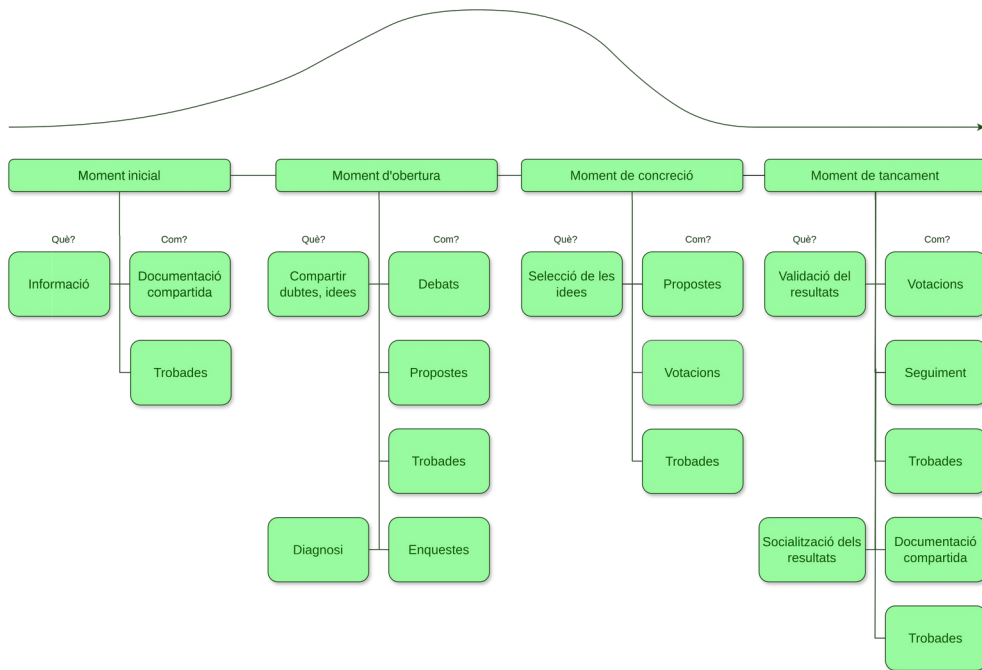 Moment inicial
Moment d'obertura
Moment de concreció
Moment de tancament
Què?
Com?
Què?
Com?
Què?
Com?
Què?
Com?
Informació
Documentació
compartida
Compartir
dubtes, idees
Debats
Selecció de les
idees
Propostes
Validació del
resultats
Votacions
Trobades
Propostes
Votacions
Seguiment
Trobades
Trobades
Trobades
Diagnosi
Enquestes
Socialització dels
resultats
Documentació
compartida
Trobades